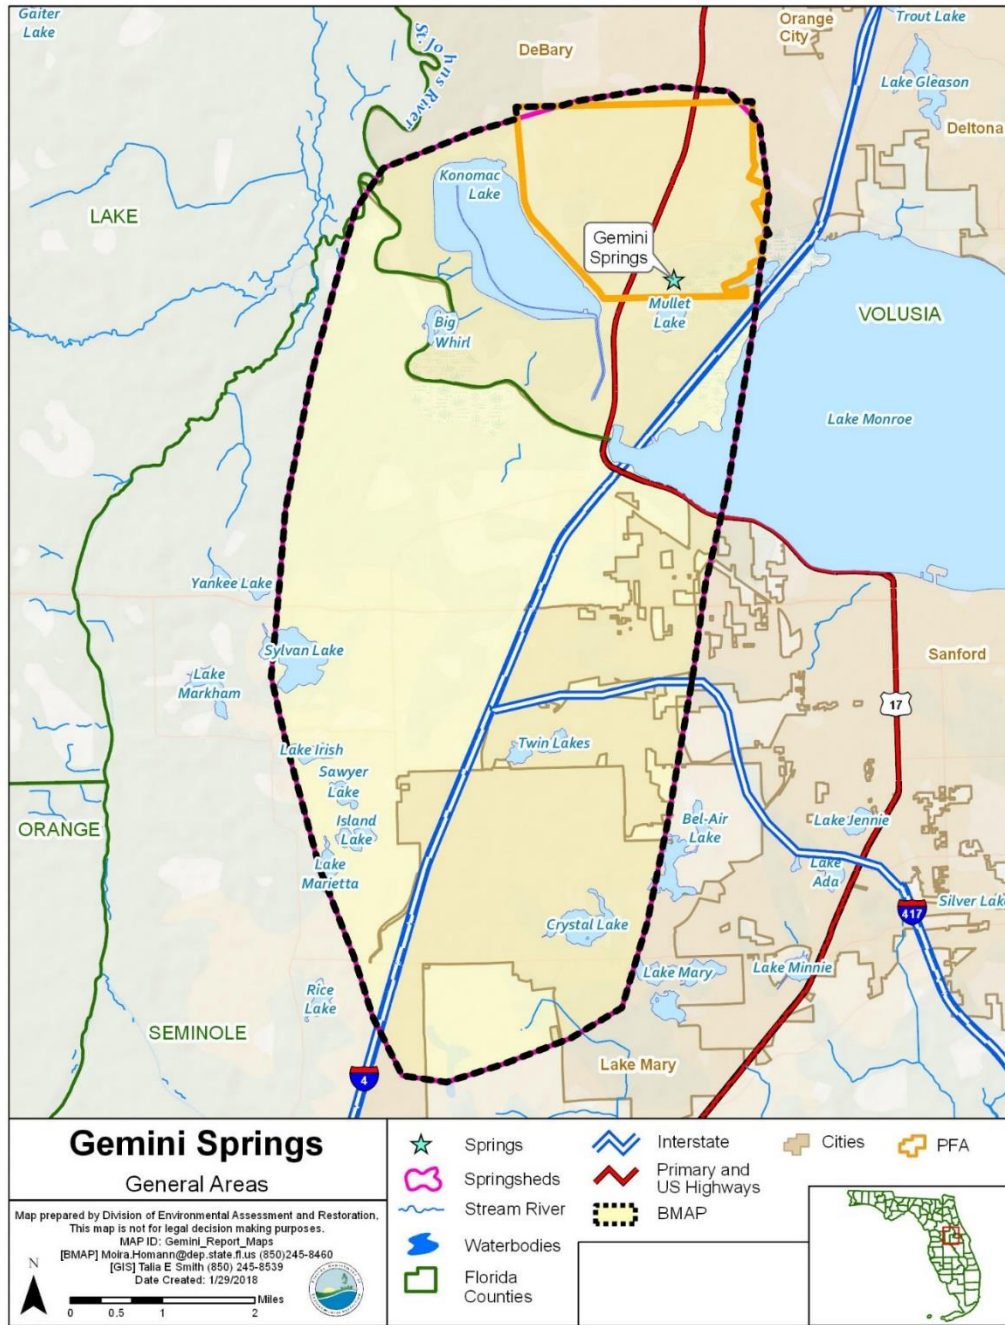 Gaiter
Lake
St. Johns River
DeBary
Orange
City
Trout Lake
Lake Gleason
Deltona
Konomac
Lake
LAKE
Gemini
Springs
Mullet
Lake
Big
Whirl
VOLUSIA
Lake Monroe
Yankee Lake
Sylvan Lake
Lake
Markham
Sanford
17
Lake Irish
Twin Lakes
Sawyer
Lake
Island
Lake
Lake
Marietta
ORANGE
Bel-Air
Lake
Lake Jennie
Lake
Ada
Silver Lake
417
Crystal Lake
Lake Mary
Lake Minnie
Rice
Lake
SEMINOLE
Lake Mary
4
Gemini Springs
General Areas
Map prepared by Division of Environmental Assessment and Restoration.
This map is not for legal decision making purposes.
MAP ID: Gemini_Report_Maps
[BMAP] Moira.Homann@dep.state.fl.us (850)245-8460
[GIS] Talia E Smith (850) 245-8539
Date Created: 1/29/2018
N
Miles
0 0.5 1 2
Springs
Springsheds
Stream River
Waterbodies
Florida
Counties
Interstate
Primary and
US Highways
BMAP
Cities
PFA